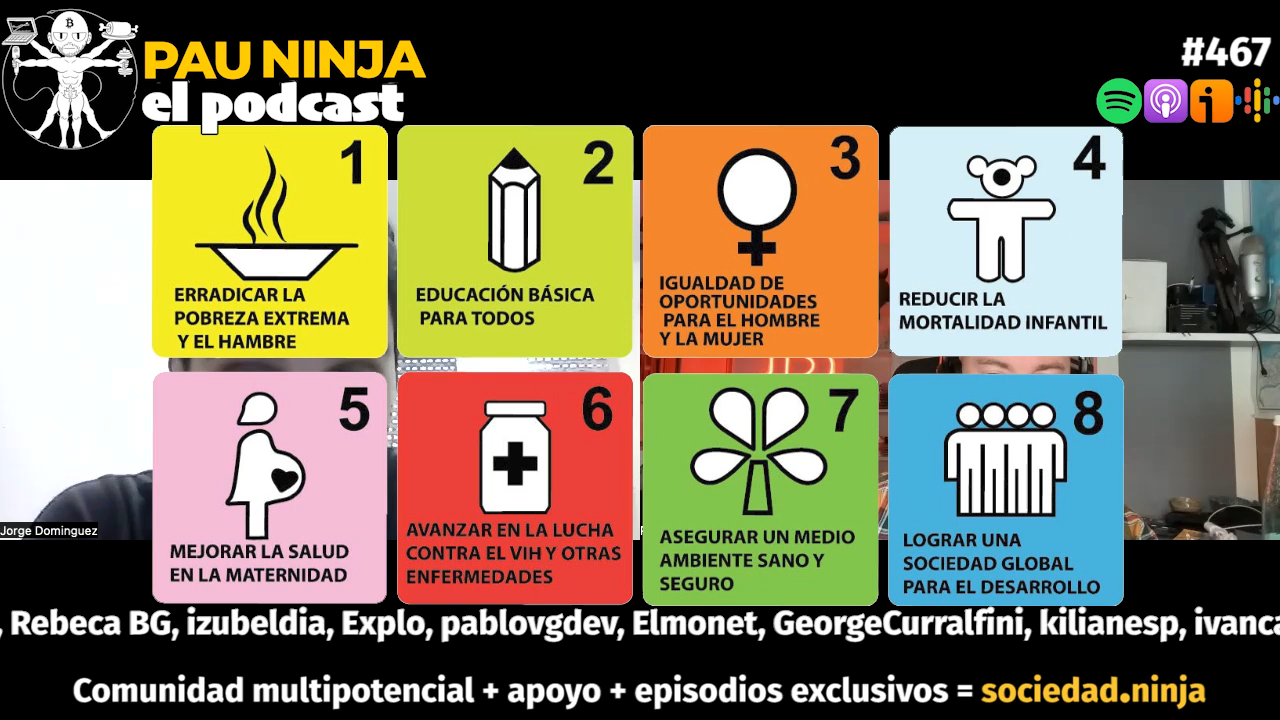 PAU NINJA
el podcast
#467
1
ERRADICAR LA
POBREZA EXTREMA
Y EL HAMBRE
2
EDUCACIÓN BÁSICA
PARA TODOS
3
IGUALDAD DE
OPORTUNIDADES
PARA EL HOMBRE
Y LA MUJER
4
REDUCIR LA
MORTALIDAD INFANTIL
5
MEJORAR LA SALUD
EN LA MATERNIDAD
6
AVANZAR EN LA LUCHA
CONTRA EL VIH Y OTRAS
ENFERMEDADES
7
ASEGURAR UN MEDIO
AMBIENTE SANO Y
SEGURO
8
LOGRAR UNA
SOCIEDAD GLOBAL
PARA EL DESARROLLO
Jorge Dominguez
, Rebeca BG, izubeldia, Explo, pablovgdev, Elmonet, GeorgeCurralfini, kilianesp, ivanca
Comunidad multipotencial + apoyo + episodios exclusivos = sociedad.ninja